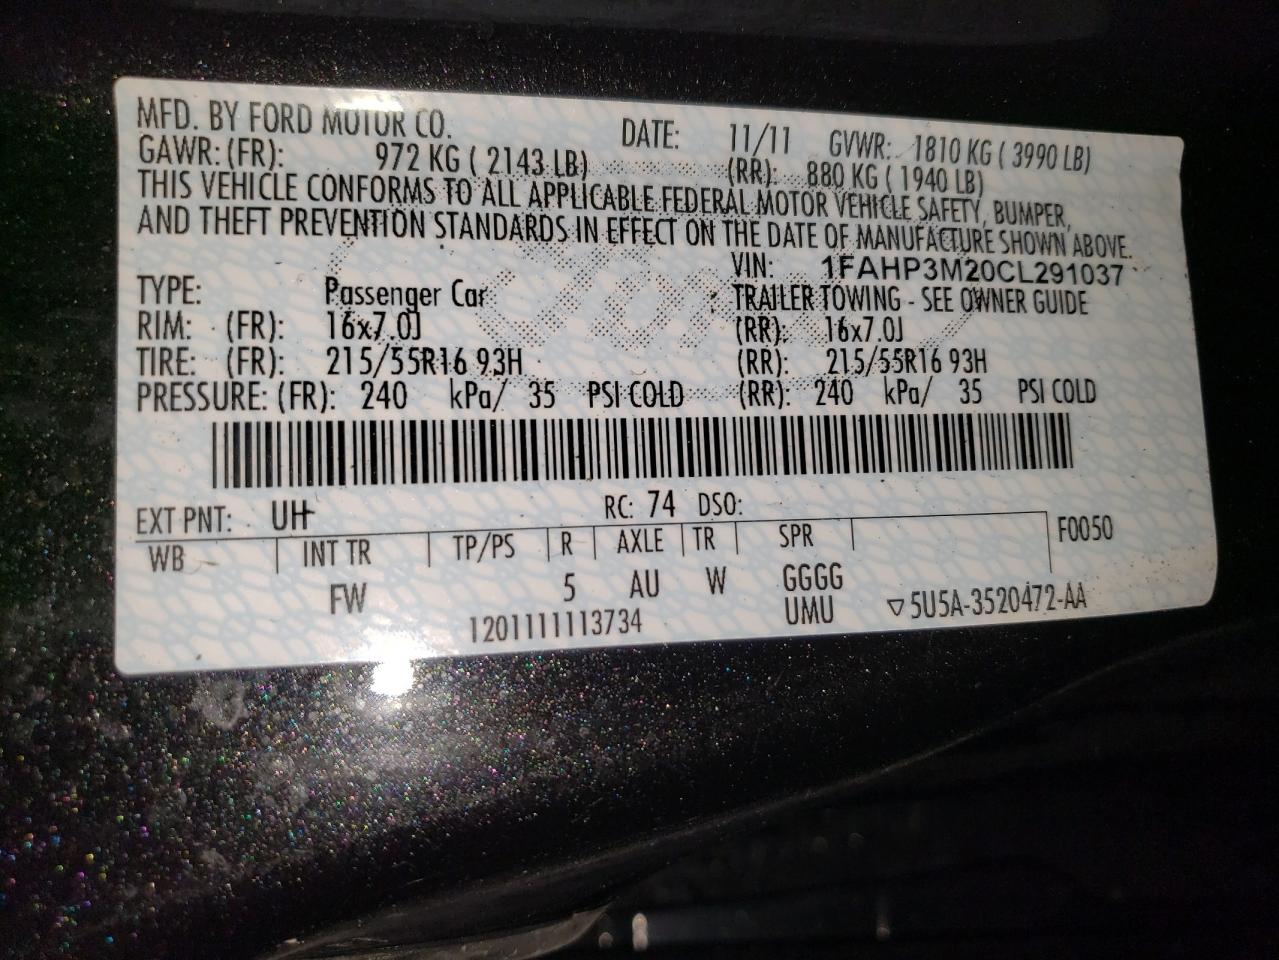 MFD. BY FORD MOTOR CO. DATE: 11/11 GVWR: 1810 KG ( 3990 LB)
GAWR: (FR): 972 KG ( 2143 LB) (RR): 880 KG ( 1940 LB)
THIS VEHICLE CONFORMS TO ALL APPLICABLE FEDERAL MOTOR VEHICLE SAFETY, BUMPER,
AND THEFT PREVENTION STANDARDS IN EFFECT ON THE DATE OF MANUFACTURE SHOWN ABOVE.
VIN: 1FAHP3M20CL291037
TYPE: Passenger Car TRAILER TOWING - SEE OWNER GUIDE
RIM: (FR): 16x7.0J (RR): 16x7.0J
TIRE: (FR): 215/55R16 93H (RR): 215/55R16 93H
PRESSURE: (FR): 240 kPa/ 35 PSI COLD (RR): 240 kPa/ 35 PSI COLD
EXT PNT: UH RC: 74 DSO:
WB INT TR TP/PS R AXLE TR SPR F0050
FW 5 AU W GGGG
1201111113734 UMU ▽5U5A-3520472-AA